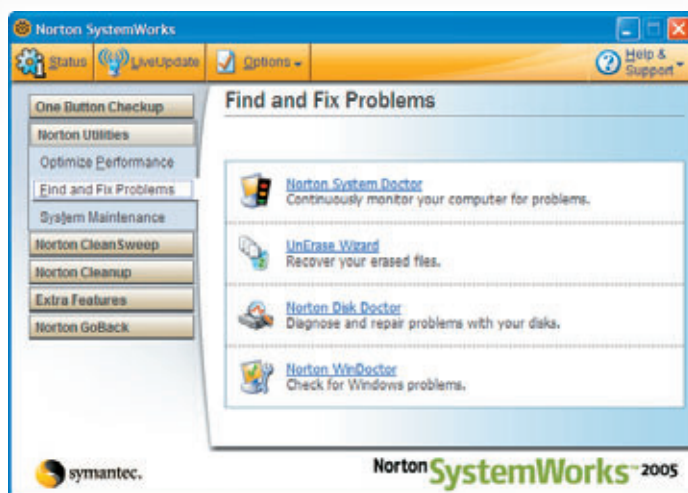 Norton SystemWorks
Status LiveUpdate Options Help & Support
One Button Checkup
Norton Utilities
Optimize Performance
Find and Fix Problems
System Maintenance
Norton CleanSweep
Norton Cleanup
Extra Features
Norton GoBack
Find and Fix Problems
Norton System Doctor
Continuously monitor your computer for problems.
UnErase Wizard
Recover your erased files.
Norton Disk Doctor
Diagnose and repair problems with your disks.
Norton WinDoctor
Check for Windows problems.
symantec.
Norton SystemWorks™ 2005